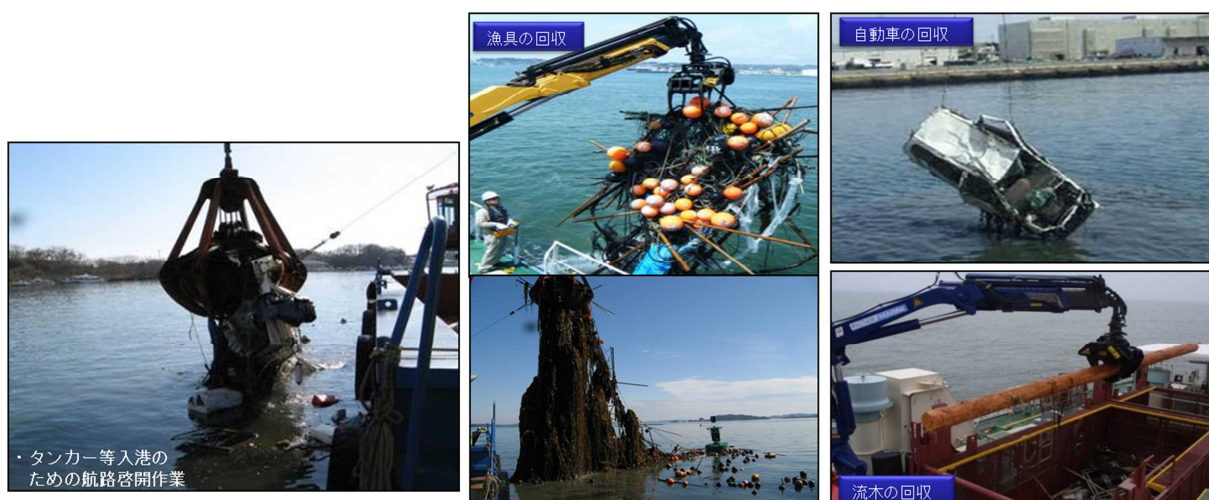 漁具の回収
自動車の回収
・タンカー等入港の
ための航路啓開作業
流木の回収